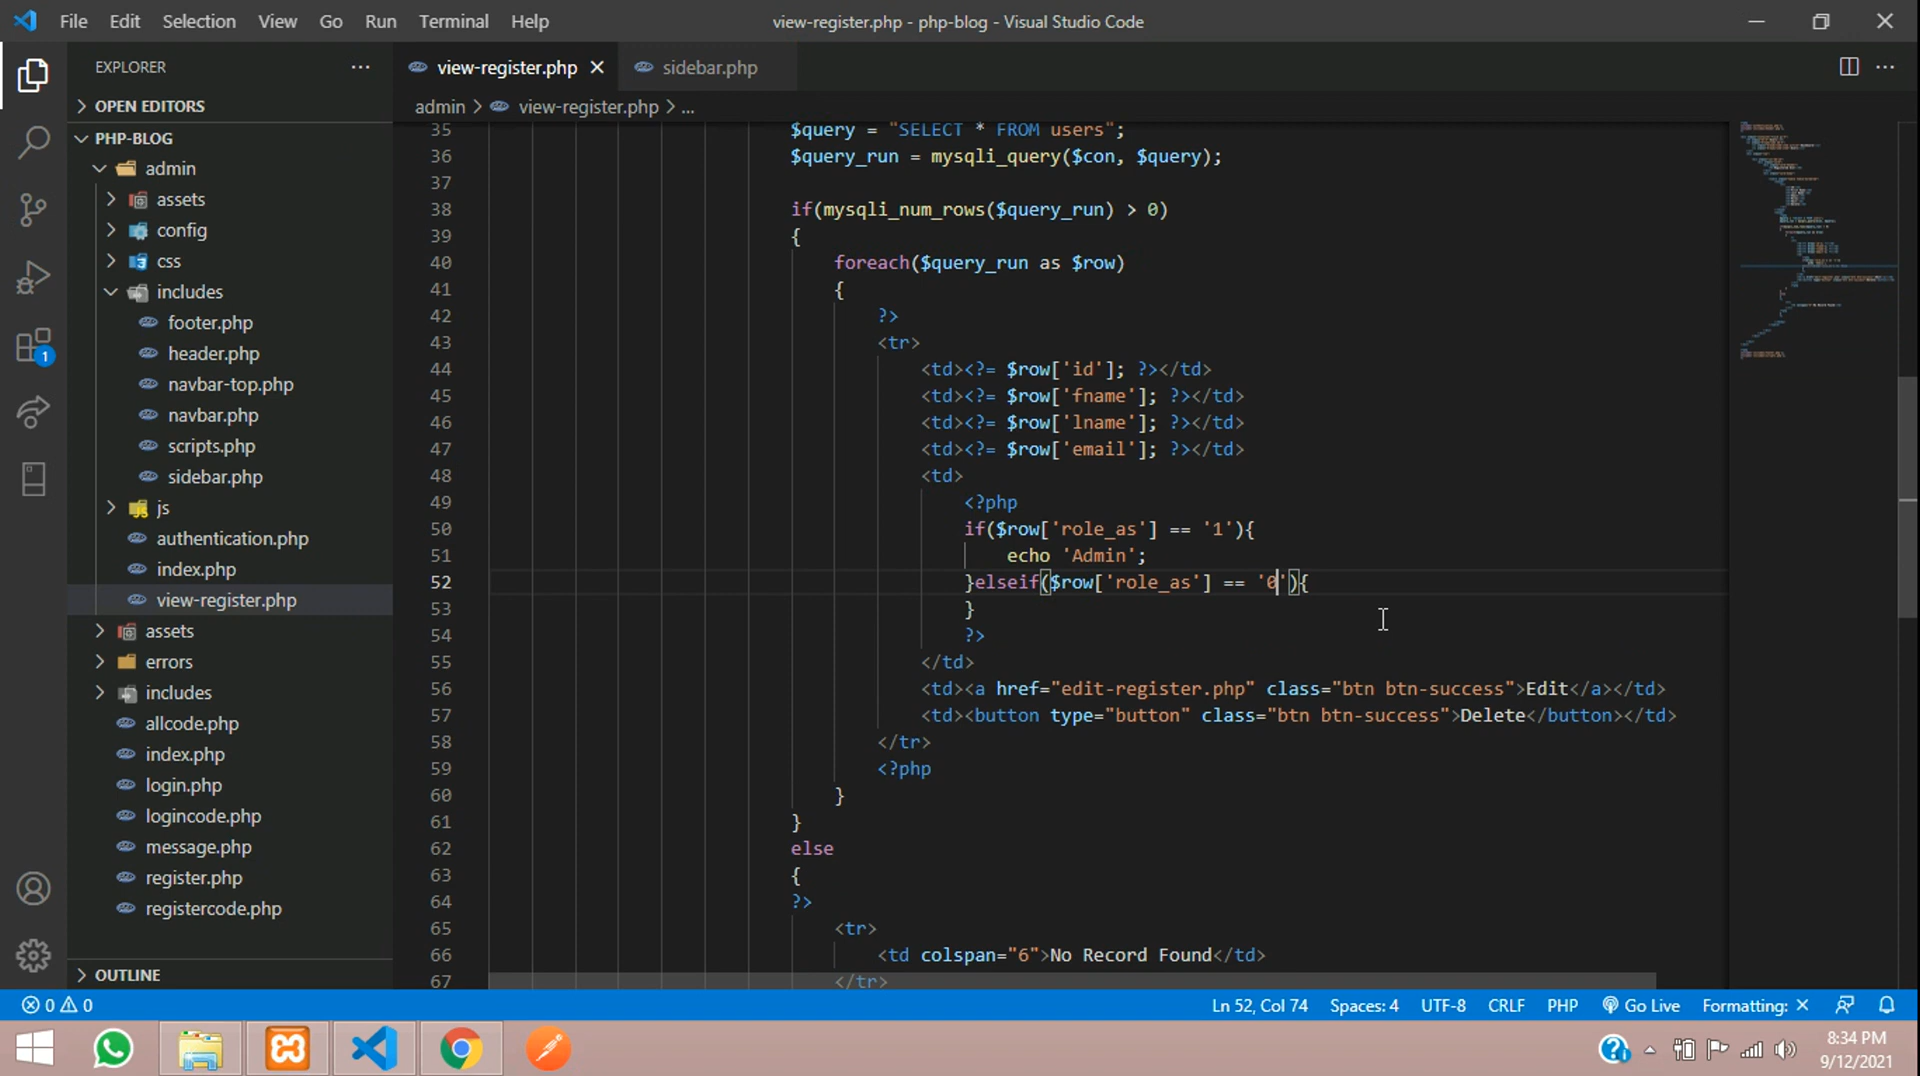 File Edit Selection View Go Run Terminal Help view-register.php - php-blog - Visual Studio Code
EXPLORER
view-register.php
sidebar.php
OPEN EDITORS
admin > view-register.php > ...
PHP-BLOG
admin
assets
config
css
includes
footer.php
header.php
navbar-top.php
navbar.php
scripts.php
sidebar.php
js
authentication.php
index.php
view-register.php
assets
errors
includes
allcode.php
index.php
login.php
logincode.php
message.php
register.php
registercode.php
OUTLINE
1
35 $query = "SELECT * FROM users";
36 $query_run = mysqli_query($con, $query);
37
38 if(mysqli_num_rows($query_run) > 0)
39 {
40 foreach($query_run as $row)
41 {
42 ?>
43 <tr>
44 <td><?= $row['id']; ?></td>
45 <td><?= $row['fname']; ?></td>
46 <td><?= $row['lname']; ?></td>
47 <td><?= $row['email']; ?></td>
48 <td>
49 <?php
50 if($row['role_as'] == '1'){
51 echo 'Admin';
52 }elseif($row['role_as'] == '0'){
53 }
54 ?>
55 </td>
56 <td><a href="edit-register.php" class="btn btn-success">Edit</a></td>
57 <td><button type="button" class="btn btn-success">Delete</button></td>
58 </tr>
59 <?php
60 }
61 }
62 else
63 {
64 ?>
65 <tr>
66 <td colspan="6">No Record Found</td>
67 </tr>
0 0 Ln 52, Col 74 Spaces: 4 UTF-8 CRLF PHP Go Live Formatting: ×
8:34 PM
9/12/2021